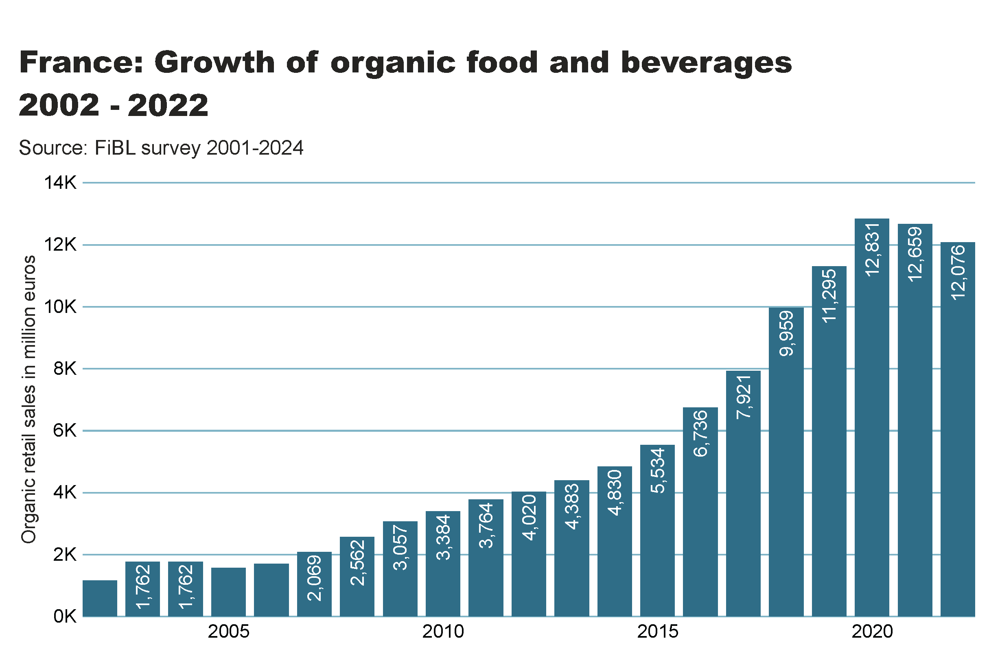 France: Growth of organic food and beverages
2002 - 2022
Source: FiBL survey 2001-2024
Organic retail sales in million euros
14K
12K
10K
8K
6K
4K
2K
0K
1,762
1,762
2,069
2,562
3,057
3,384
3,764
4,020
4,383
4,830
5,534
6,736
7,921
9,959
11,295
12,831
12,659
12,076
2005
2010
2015
2020